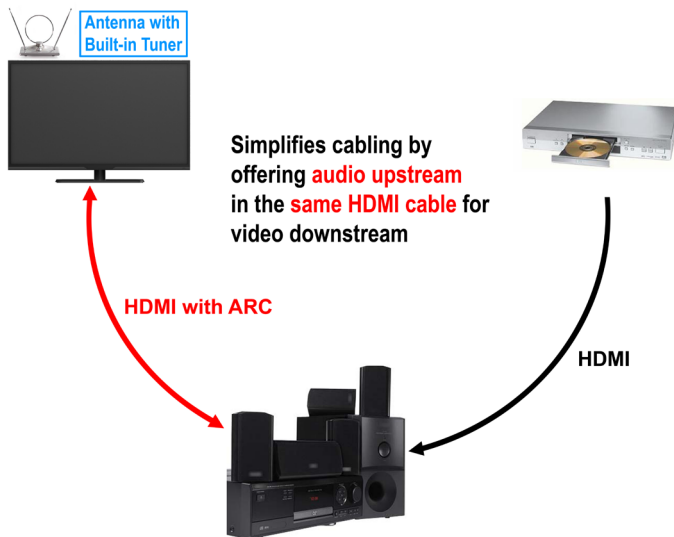 Antenna with
Built-in Tuner
Simplifies cabling by
offering audio upstream
in the same HDMI cable for
video downstream
HDMI with ARC
HDMI